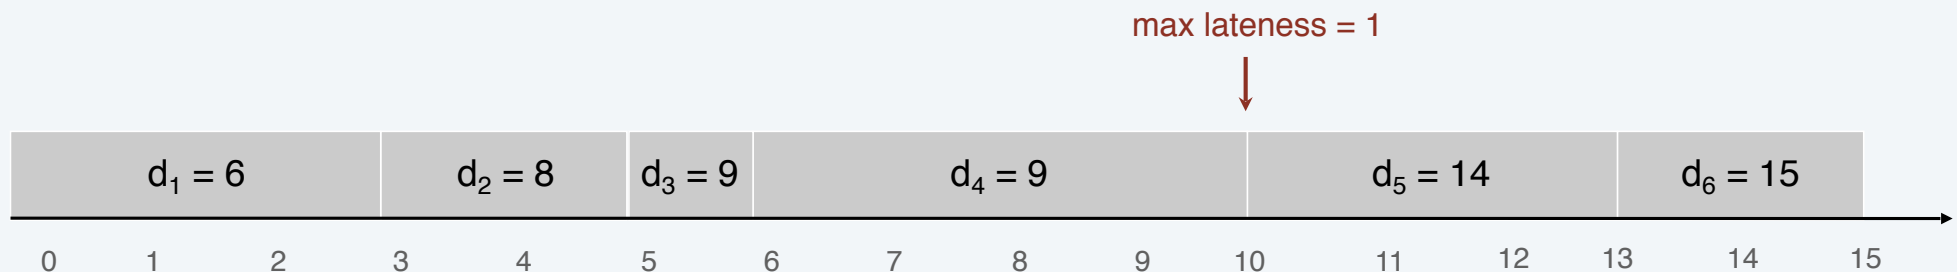 max lateness = 1
d₁ = 6 d₂ = 8 d₃ = 9 d₄ = 9 d₅ = 14 d₆ = 15
0 1 2 3 4 5 6 7 8 9 10 11 12 13 14 15